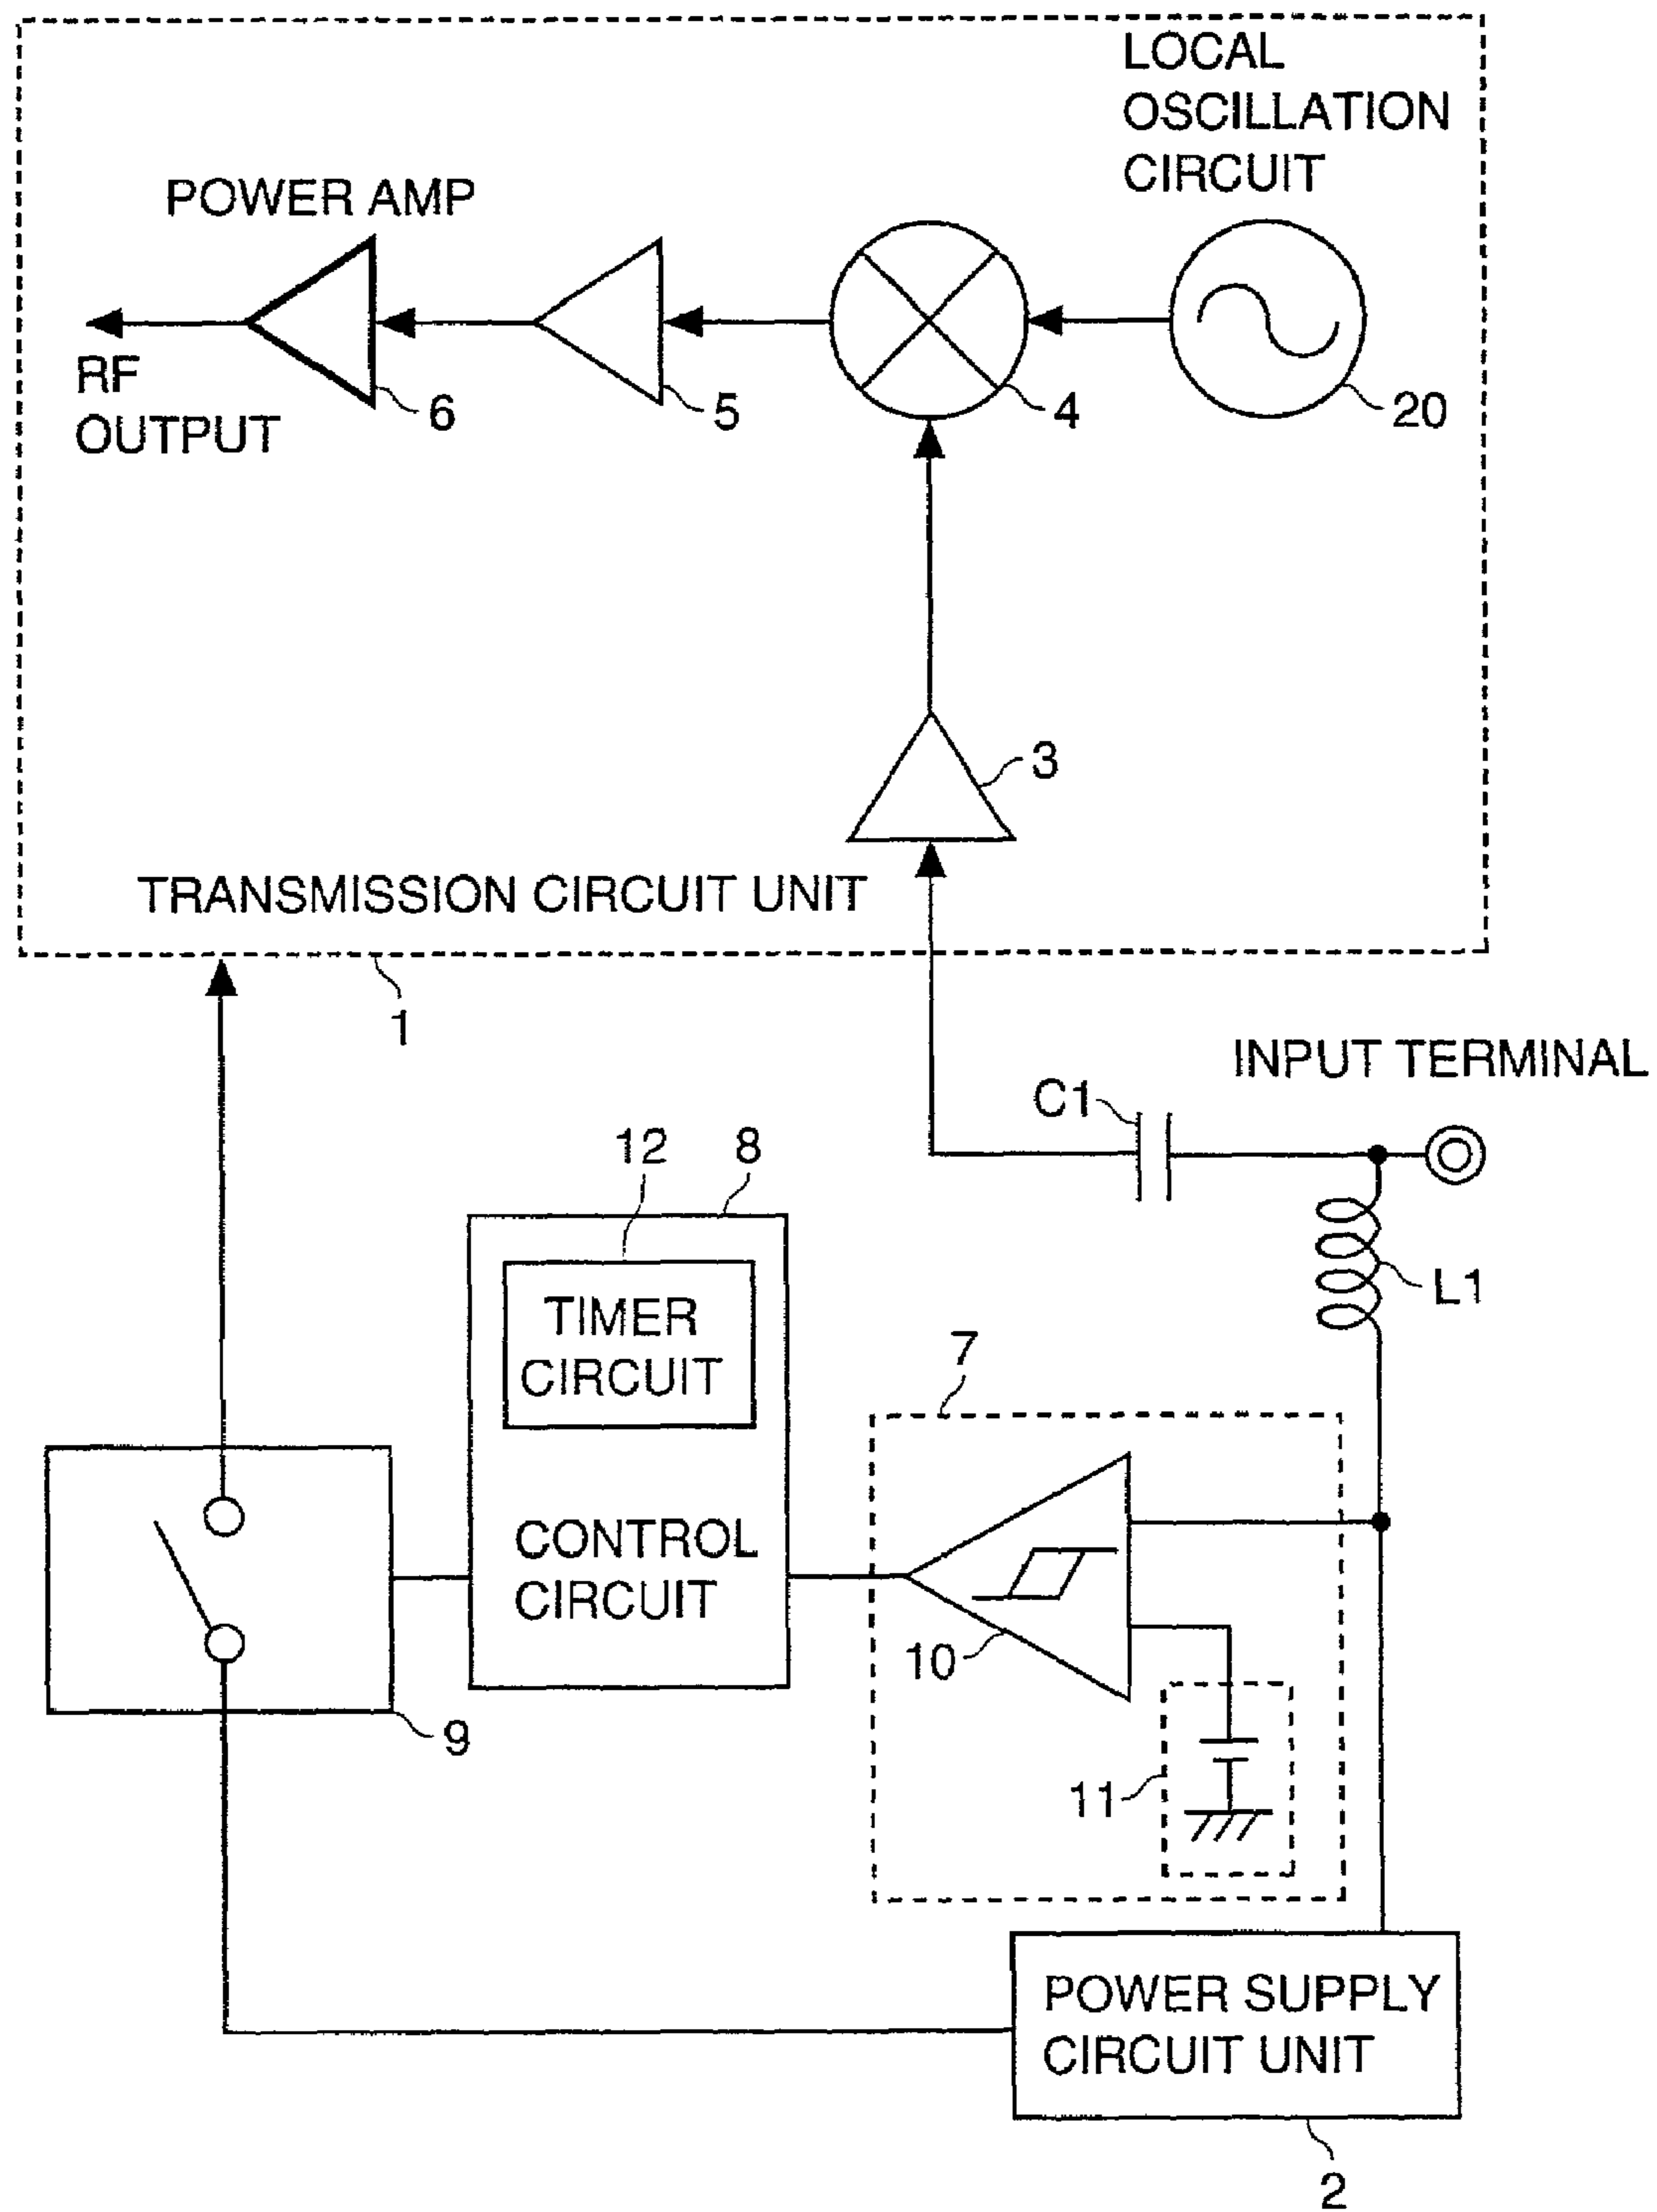 LOCAL
OSCILLATION
CIRCUIT
POWER AMP
RF
OUTPUT
6
5
4
20
3
TRANSMISSION CIRCUIT UNIT
1
INPUT TERMINAL
C1
12
8
L1
TIMER
CIRCUIT
7
CONTROL
CIRCUIT
10
9
11
POWER SUPPLY
CIRCUIT UNIT
2